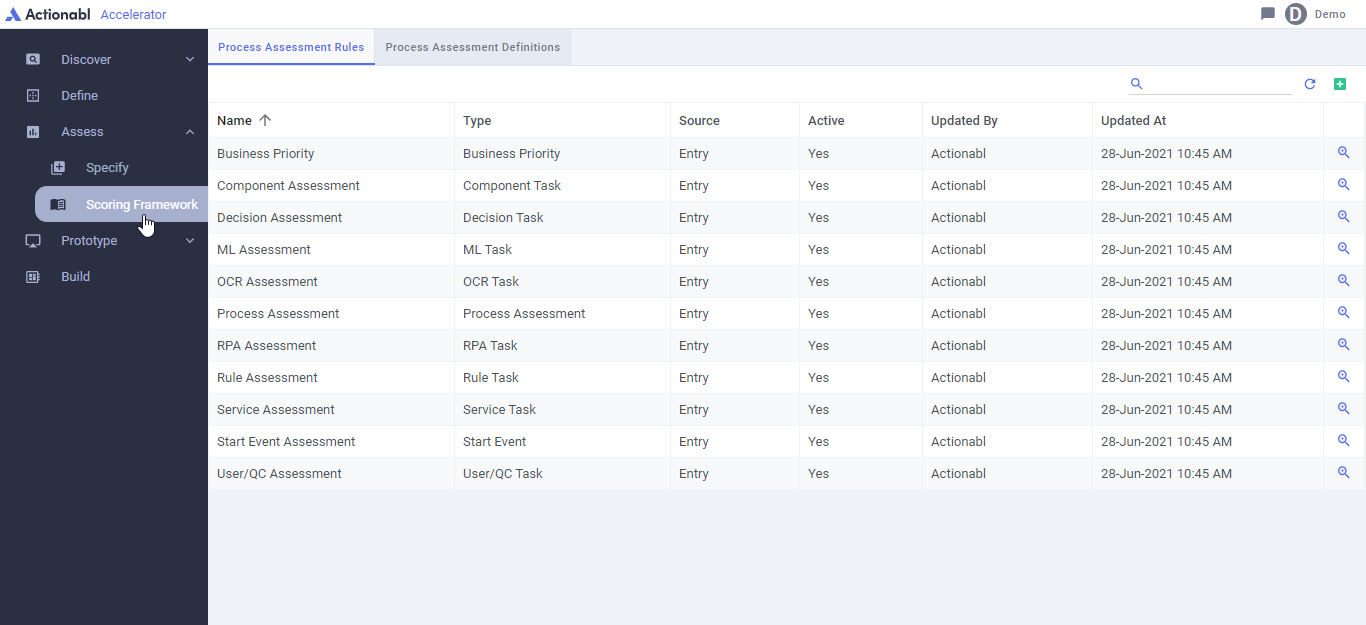 Actionabl Accelerator
D Demo
Discover
Define
Assess
Specify
Scoring Framework
Prototype
Build
Process Assessment Rules Process Assessment Definitions
Name Type Source Active Updated By Updated At
Business Priority Business Priority Entry Yes Actionabl 28-Jun-2021 10:45 AM
Component Assessment Component Task Entry Yes Actionabl 28-Jun-2021 10:45 AM
Decision Assessment Decision Task Entry Yes Actionabl 28-Jun-2021 10:45 AM
ML Assessment ML Task Entry Yes Actionabl 28-Jun-2021 10:45 AM
OCR Assessment OCR Task Entry Yes Actionabl 28-Jun-2021 10:45 AM
Process Assessment Process Assessment Entry Yes Actionabl 28-Jun-2021 10:45 AM
RPA Assessment RPA Task Entry Yes Actionabl 28-Jun-2021 10:45 AM
Rule Assessment Rule Task Entry Yes Actionabl 28-Jun-2021 10:45 AM
Service Assessment Service Task Entry Yes Actionabl 28-Jun-2021 10:45 AM
Start Event Assessment Start Event Entry Yes Actionabl 28-Jun-2021 10:45 AM
User/QC Assessment User/QC Task Entry Yes Actionabl 28-Jun-2021 10:45 AM